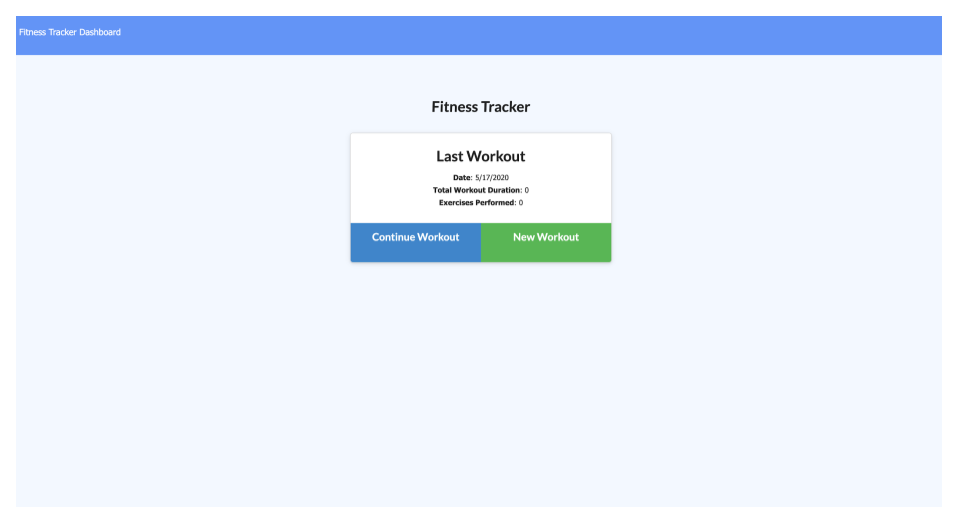 Fitness Tracker Dashboard
Fitness Tracker
Last Workout
Date: 5/17/2020
Total Workout Duration: 0
Exercises Performed: 0
Continue Workout
New Workout